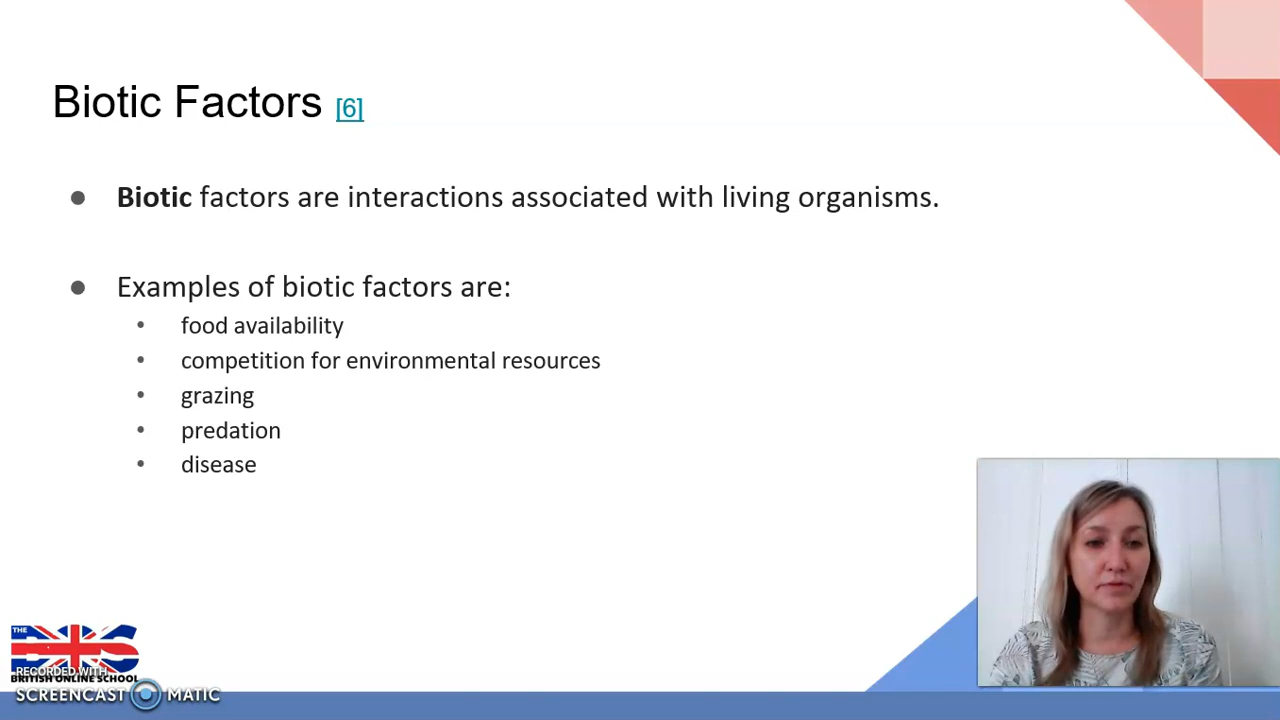 Biotic Factors [6]
● Biotic factors are interactions associated with living organisms.
● Examples of biotic factors are:
• food availability
• competition for environmental resources
• grazing
• predation
• disease
THE
BOS
RECORDED WITH
BRITISH ONLINE SCHOOL
SCREENCAST MATIC